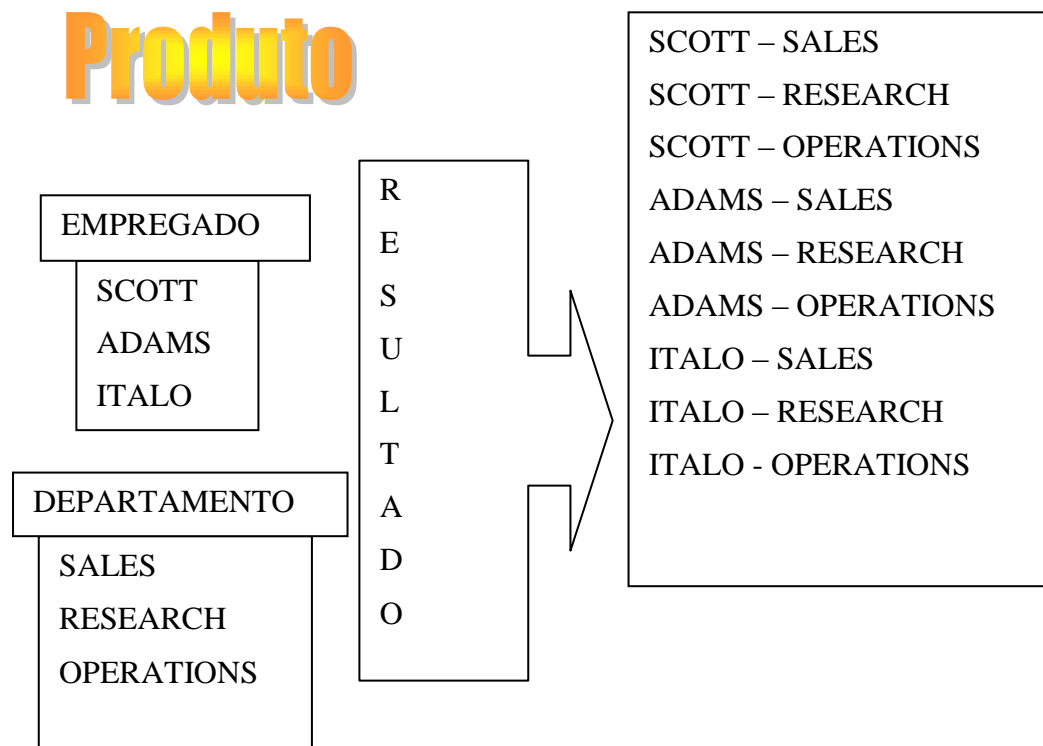 Produto
EMPREGADO
SCOTT
ADAMS
ITALO
DEPARTAMENTO
SALES
RESEARCH
OPERATIONS
R
E
S
U
L
T
A
D
O
SCOTT – SALES
SCOTT – RESEARCH
SCOTT – OPERATIONS
ADAMS – SALES
ADAMS – RESEARCH
ADAMS – OPERATIONS
ITALO – SALES
ITALO – RESEARCH
ITALO - OPERATIONS